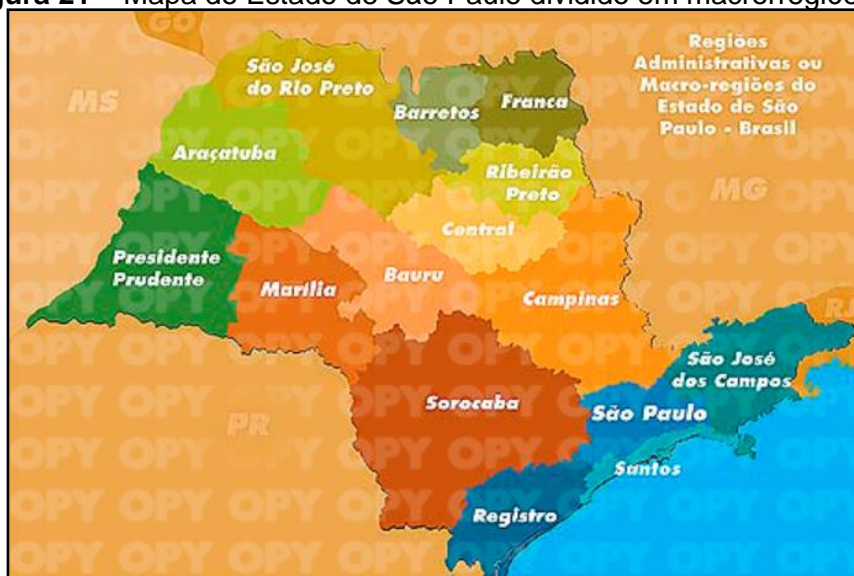 Mapa do Estado de São Paulo dividido em macrorregiões
GO
Regiões
Administrativas ou
Macro-regiões do
Estado de São
Paulo - Brasil
São José
do Rio Preto
MS
Barretos
Franca
Araçatuba
Ribeirão
Preto
MG
Central
Presidente
Prudente
Marília
Bauru
Campinas
RJ
São José
dos Campos
Sorocaba
São Paulo
PR
Santos
Registro